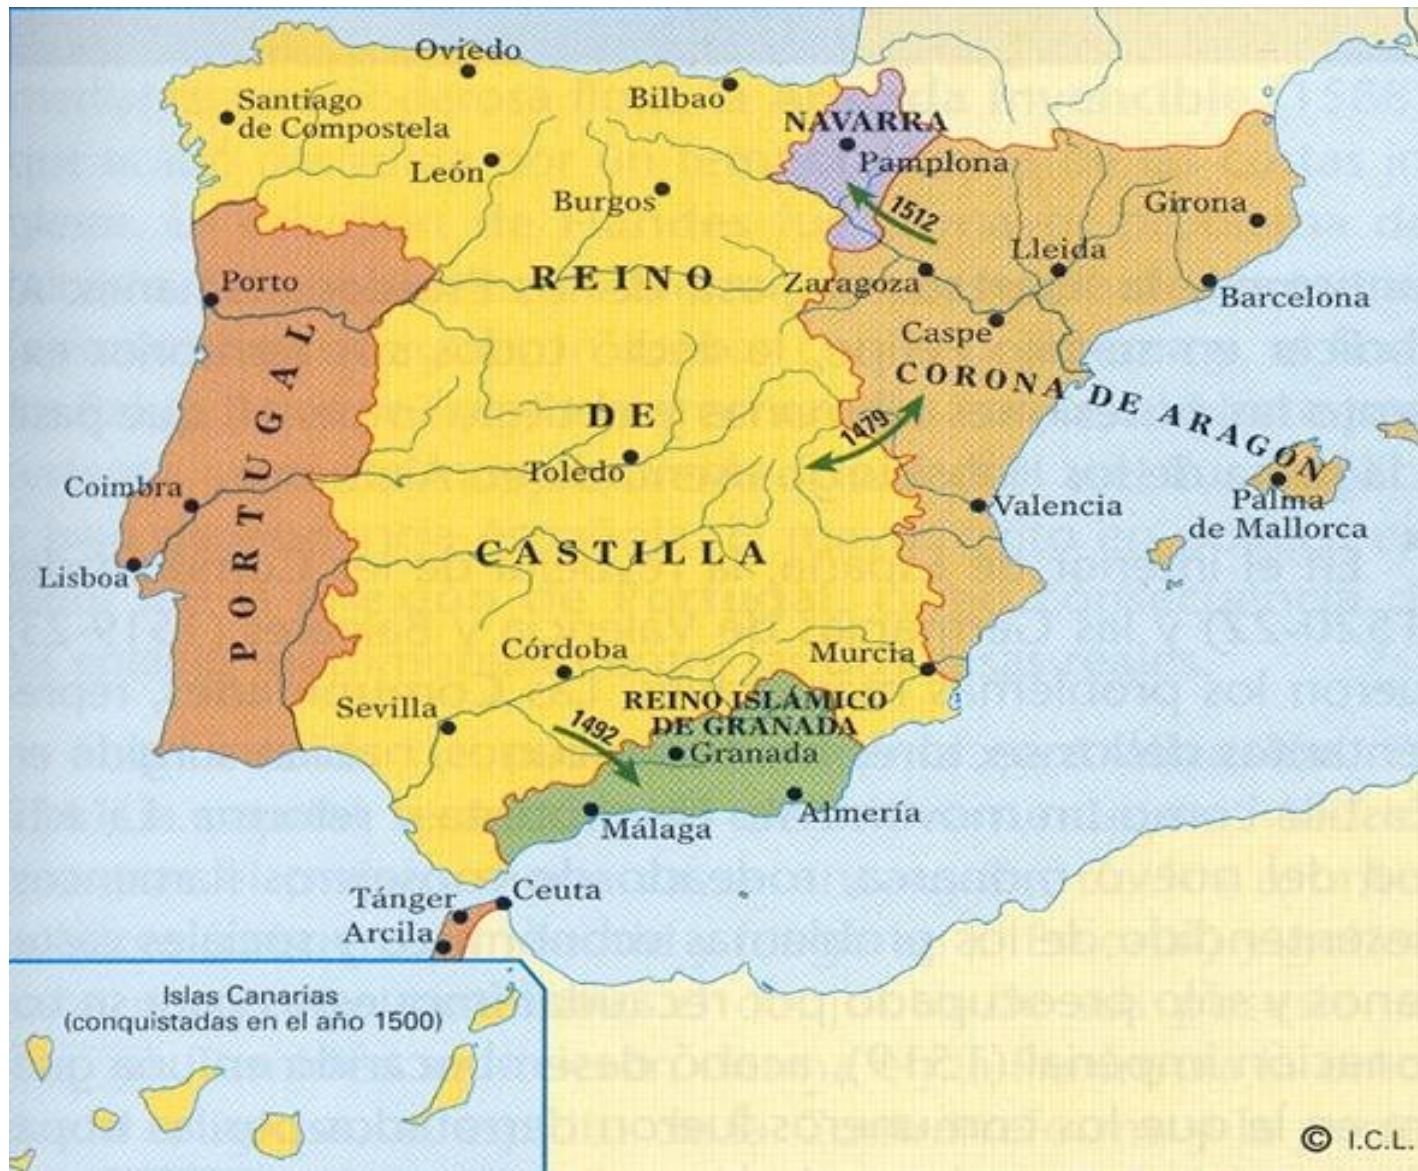 Oviedo
Santiago
de Compostela
Bilbao
NAVARRA
León
Pamplona
Burgos
1512
Girona
Lleida
REINO
Zaragoza
Porto
Barcelona
Caspe
CORONA DE ARAGÓN
PORTUGAL
DE
1479
Toledo
Coimbra
Palma
de Mallorca
Valencia
CASTILLA
Lisboa
Córdoba
Murcia
REINO ISLÁMICO
DE GRANADA
Sevilla
1492
Granada
Almería
Málaga
Ceuta
Tánger
Arcila
Islas Canarias
(conquistadas en el año 1500)
© I.C.L.